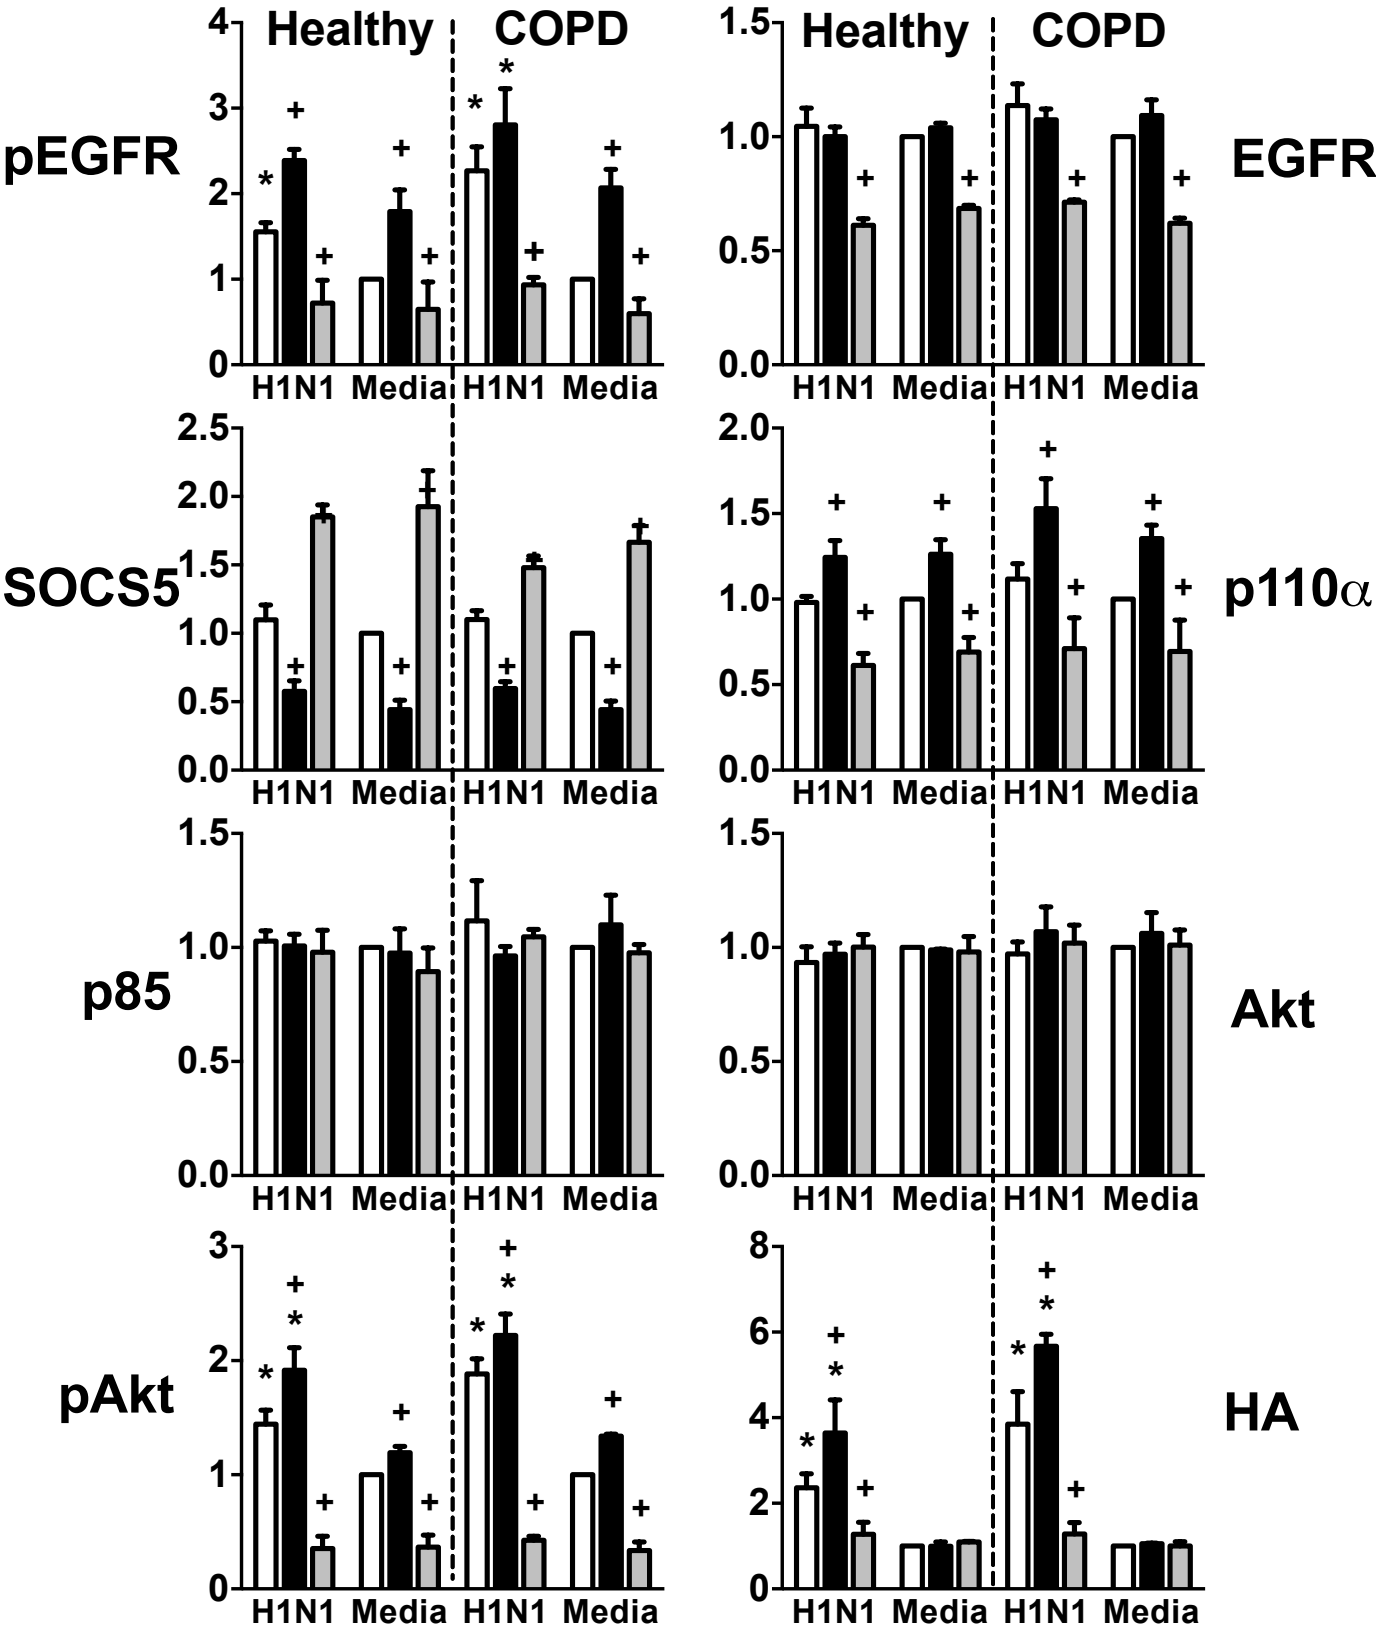 Healthy COPD Healthy COPD
pEGFR
4
3
2
1
0
* + + + + * * + + +
H1N1 Media H1N1 Media
1.5
1.0
0.5
0.0
+ + + +
H1N1 Media H1N1 Media
EGFR
SOCS5
2.5
2.0
1.5
1.0
0.5
0.0
+ + + + + + + +
H1N1 Media H1N1 Media
2.0
1.5
1.0
0.5
0.0
+ + + + + + + +
H1N1 Media H1N1 Media
p110α
p85
1.5
1.0
0.5
0.0
H1N1 Media H1N1 Media
1.5
1.0
0.5
0.0
H1N1 Media H1N1 Media
Akt
pAkt
3
2
1
0
* + * + + + * + * + + +
H1N1 Media H1N1 Media
8
6
4
2
0
* + * + * + * +
H1N1 Media H1N1 Media
HA